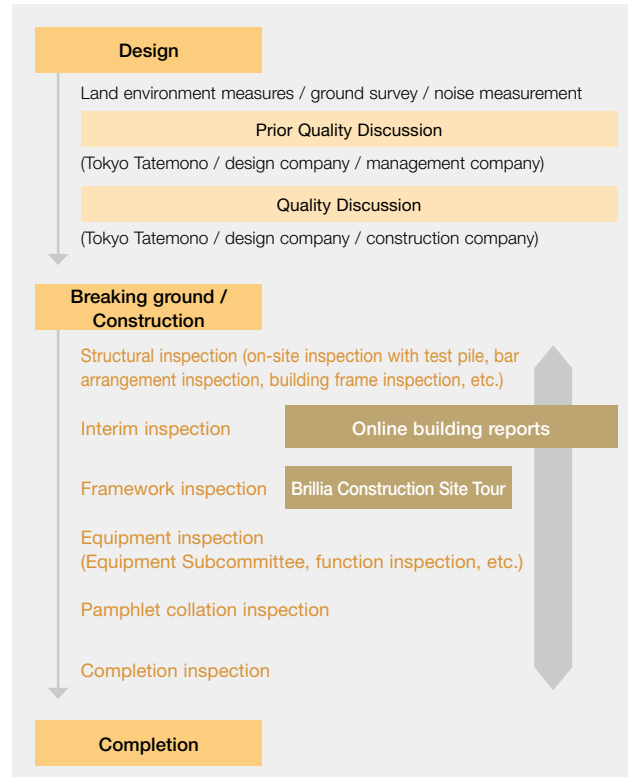 Design
Land environment measures / ground survey / noise measurement
Prior Quality Discussion
(Tokyo Tatemono / design company / management company)
Quality Discussion
(Tokyo Tatemono / design company / construction company)
Breaking ground /
Construction
Structural inspection (on-site inspection with test pile, bar
arrangement inspection, building frame inspection, etc.)
Interim inspection
Online building reports
Framework inspection
Brillia Construction Site Tour
Equipment inspection
(Equipment Subcommittee, function inspection, etc.)
Pamphlet collation inspection
Completion inspection
Completion